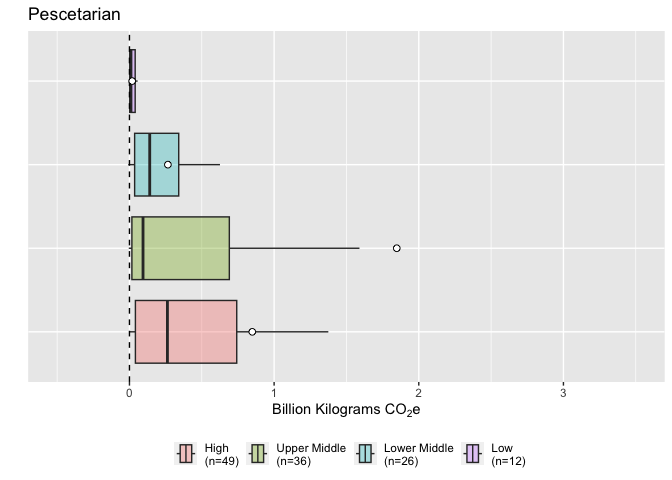 Pescetarian
0 1 2 3
Billion Kilograms CO₂e
High Upper Middle Lower Middle Low
(n=49) (n=36) (n=26) (n=12)